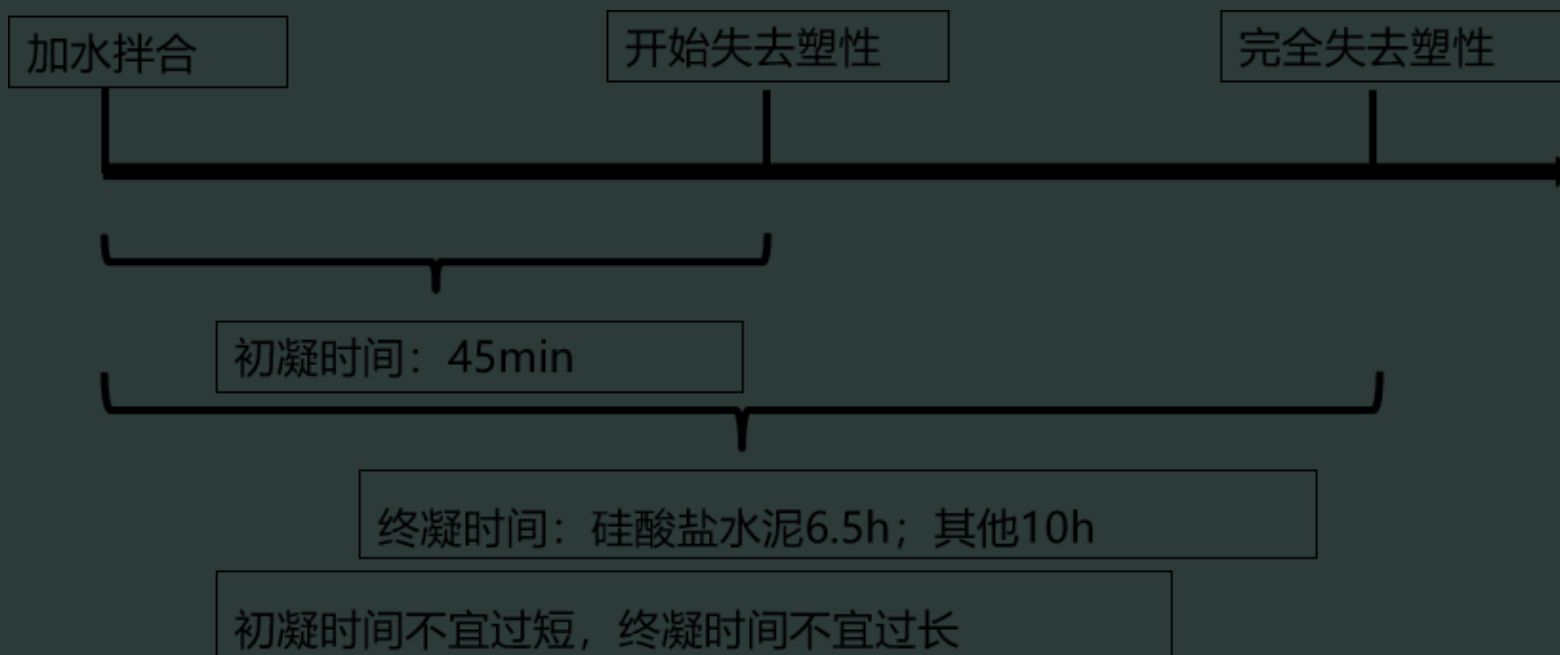 加水拌合
开始失去塑性
完全失去塑性
初凝时间：45min
终凝时间：硅酸盐水泥6.5h；其他10h
初凝时间不宜过短，终凝时间不宜过长